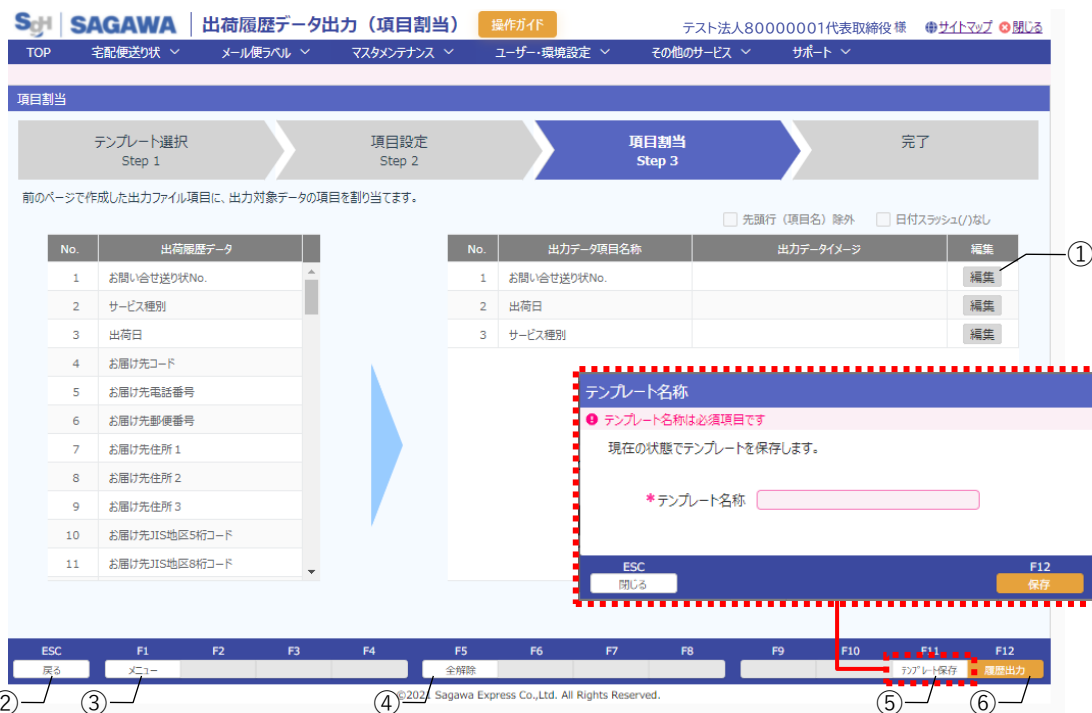 SGH SAGAWA 出荷履歴データ出力（項目割当） 操作ガイド テスト法人80000001代表取締役 様 サイトマップ 閉じる
TOP 宅配便送り状 メール便ラベル マスタメンテナンス ユーザー・環境設定 その他のサービス サポート
項目割当
テンプレート選択 項目設定 項目割当 完了
Step 1 Step 2 Step 3
前のページで作成した出力ファイル項目に、出力対象データの項目を割り当てます。
先頭行（項目名）除外 日付スラッシュ(/)なし
No. 出荷履歴データ No. 出力データ項目名称 出力データイメージ 編集
①
1 お問い合せ送り状No. 1 お問い合せ送り状No. 編集
2 サービス種別 2 出荷日 編集
3 出荷日 3 サービス種別 編集
4 お届け先コード
5 お届け先電話番号
6 お届け先郵便番号
7 お届け先住所１
8 お届け先住所２
9 お届け先住所３
10 お届け先JIS地区5桁コード
11 お届け先JIS地区8桁コード
テンプレート名称
テンプレート名称は必須項目です
現在の状態でテンプレートを保存します。
*テンプレート名称
ESC F12
閉じる 保存
ESC F1 F2 F3 F4 F5 F6 F7 F8 F9 F10 F11 F12
戻る メニュー 全解除 テンプレート保存 履歴出力
©2021 Sagawa Express Co.,Ltd. All Rights Reserved.
② ③ ④ ⑤ ⑥